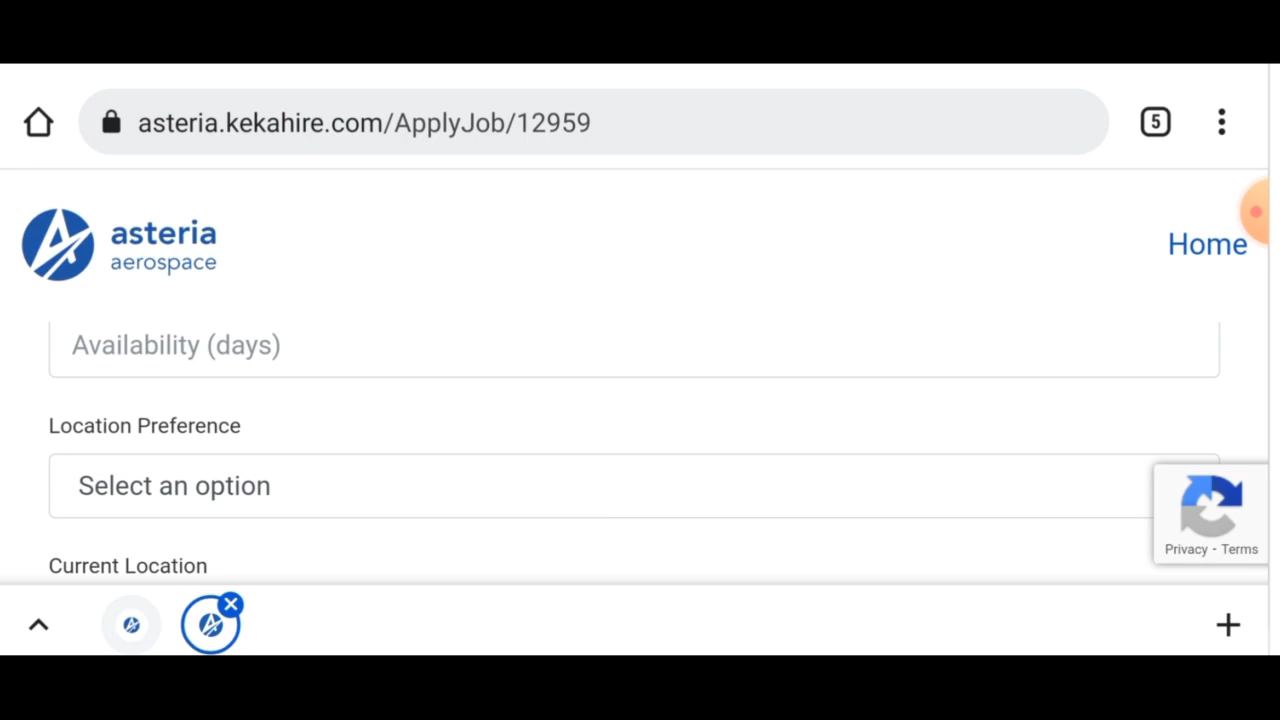 asteria.kekahire.com/ApplyJob/12959
5
asteria
aerospace
Home
Availability (days)
Location Preference
Select an option
Privacy - Terms
Current Location